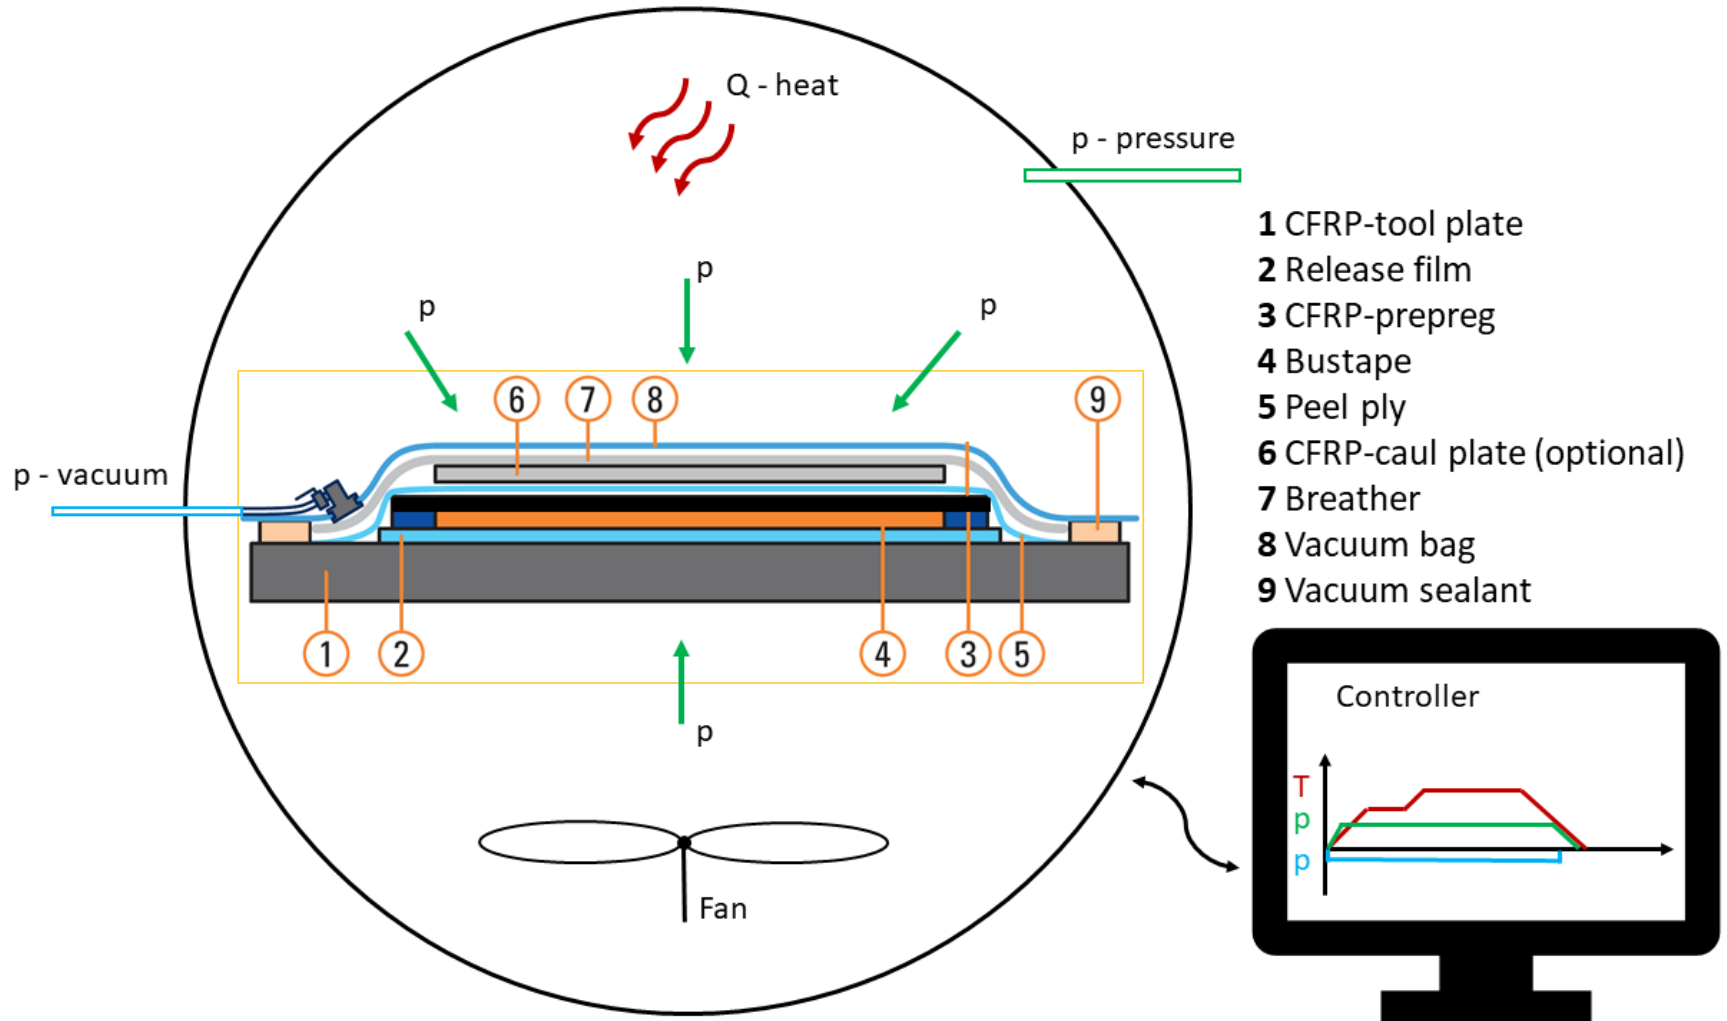 Q - heat
p - pressure
p
p
p
p - vacuum
6
7
8
9
1
2
4
3
5
p
Fan
1 CFRP-tool plate
2 Release film
3 CFRP-prepreg
4 Bustape
5 Peel ply
6 CFRP-caul plate (optional)
7 Breather
8 Vacuum bag
9 Vacuum sealant
Controller
T
p
p